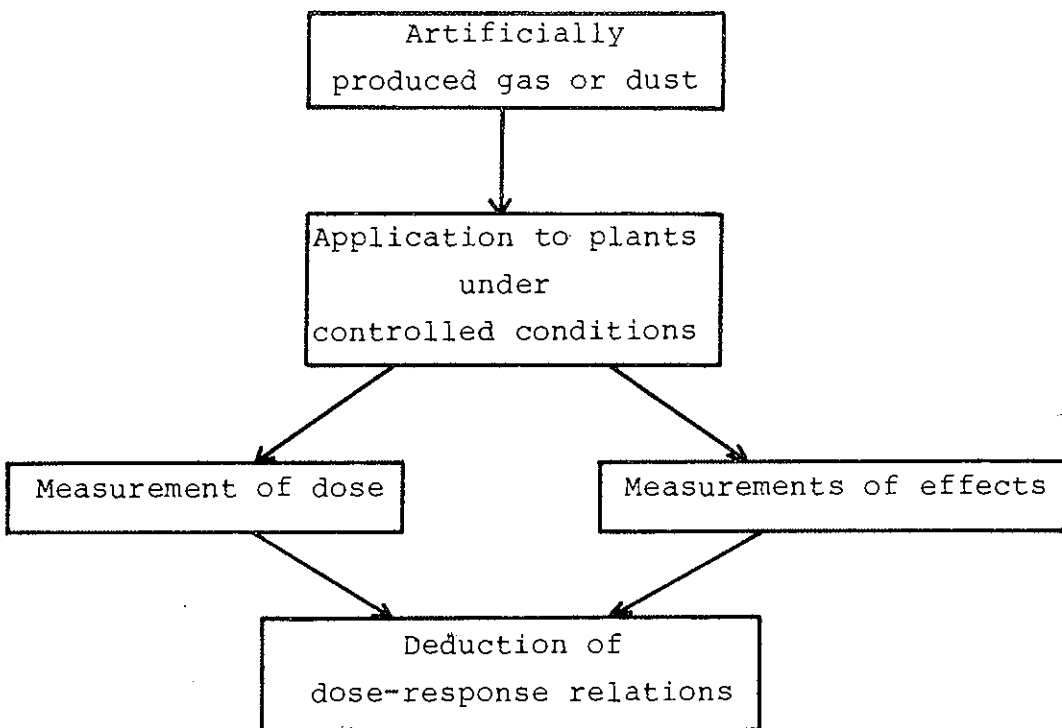 Artificially
produced gas or dust
Application to plants
under
controlled conditions
Measurement of dose
Measurements of effects
Deduction of
dose-response relations